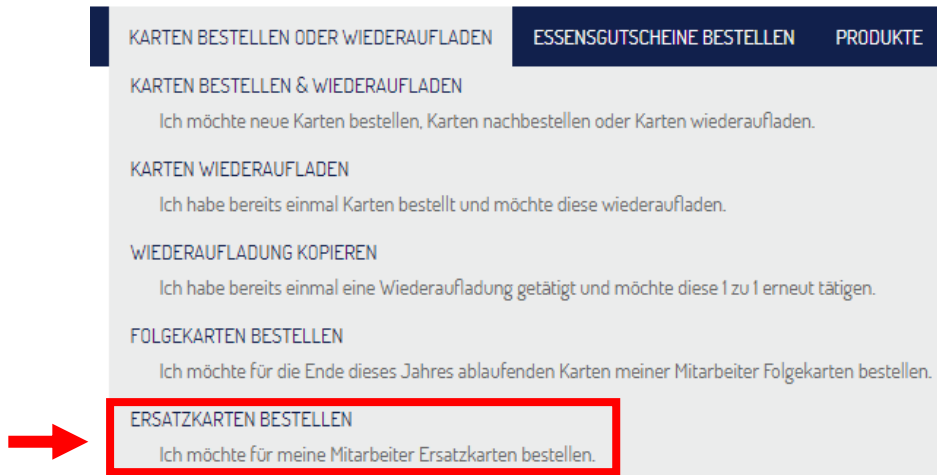 KARTEN BESTELLEN ODER WIEDERAUFLADEN ESSENSGUTSCHEINE BESTELLEN PRODUKTE
KARTEN BESTELLEN & WIEDERAUFLADEN
Ich möchte neue Karten bestellen, Karten nachbestellen oder Karten wiederaufladen.
KARTEN WIEDERAUFLADEN
Ich habe bereits einmal Karten bestellt und möchte diese wiederaufladen.
WIEDERAUFLADUNG KOPIEREN
Ich habe bereits einmal eine Wiederaufladung getätigt und möchte diese 1 zu 1 erneut tätigen.
FOLGEKARTEN BESTELLEN
Ich möchte für die Ende dieses Jahres ablaufenden Karten meiner Mitarbeiter Folgekarten bestellen.
ERSATZKARTEN BESTELLEN
Ich möchte für meine Mitarbeiter Ersatzkarten bestellen.